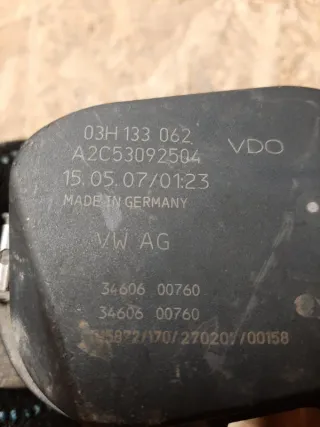 03H 133 062
A2C53092504 VDO
15.05.07/01:23
MADE IN GERMANY
VW AG
34606 00760
34606 00760